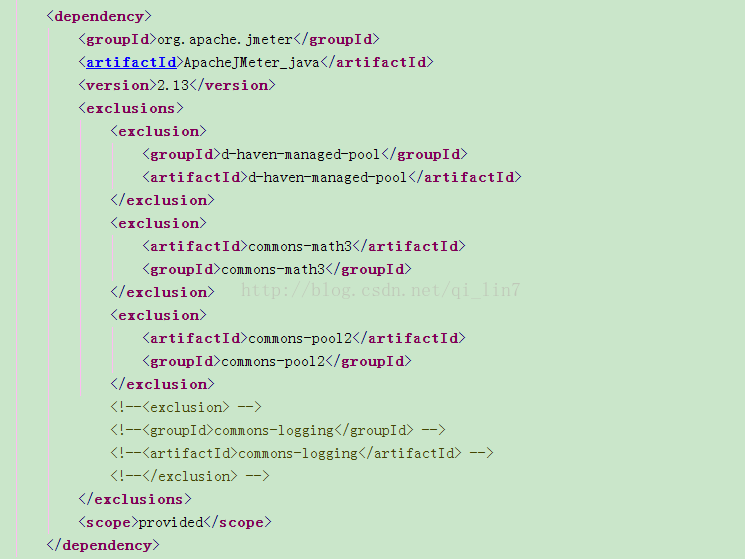 <dependency>
<groupId>org.apache.jmeter</groupId>
<artifactId>ApacheJMeter_java</artifactId>
<version>2.13</version>
<exclusions>
<exclusion>
<groupId>d-haven-managed-pool</groupId>
<artifactId>d-haven-managed-pool</artifactId>
</exclusion>
<exclusion>
<artifactId>commons-math3</artifactId>
<groupId>commons-math3</groupId>
</exclusion>
http://blog.csdn.net/qi_lin7
<exclusion>
<artifactId>commons-pool2</artifactId>
<groupId>commons-pool2</groupId>
</exclusion>
<!--<exclusion> -->
<!--<groupId>commons-logging</groupId> -->
<!--<artifactId>commons-logging</artifactId> -->
<!--</exclusion> -->
</exclusions>
<scope>provided</scope>
</dependency>